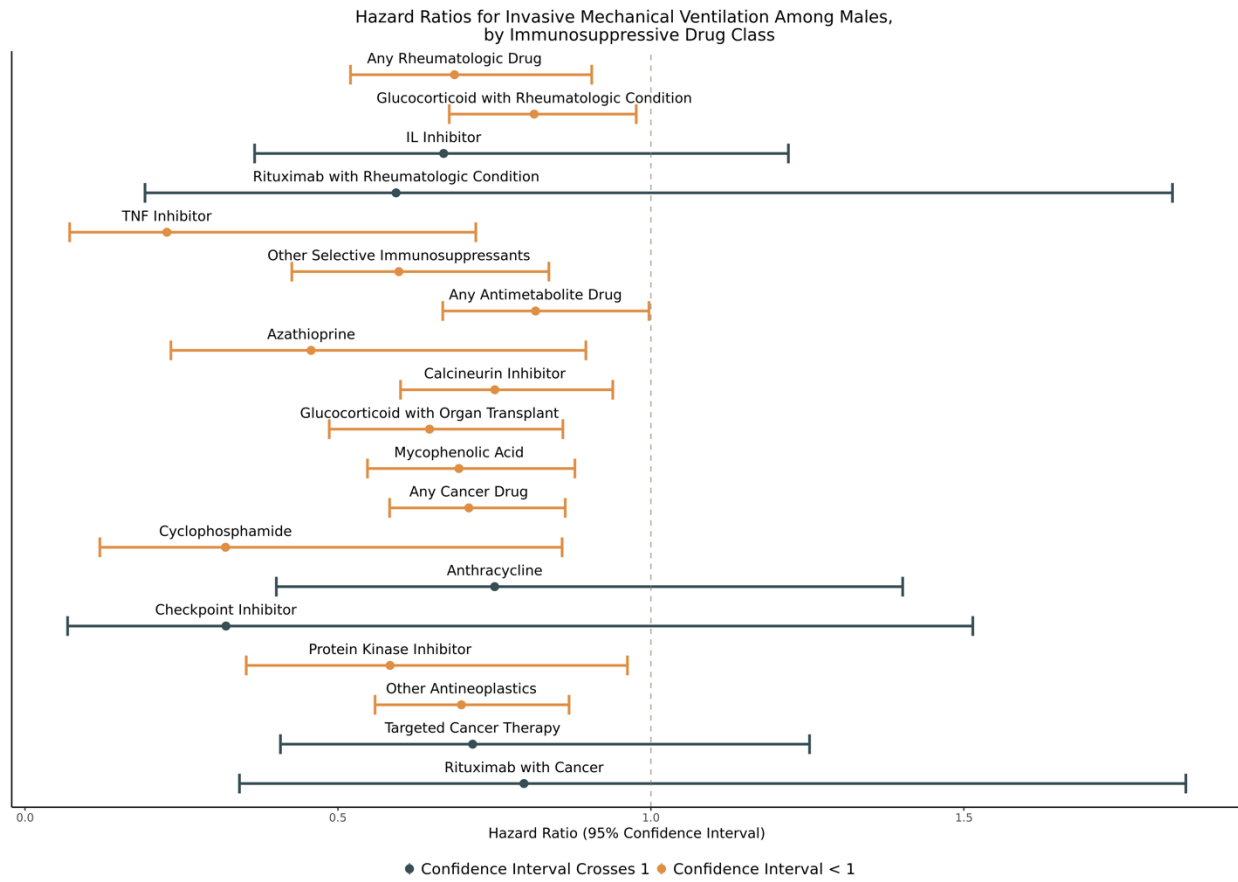 Hazard Ratios for Invasive Mechanical Ventilation Among Males,
by Immunosuppressive Drug Class
Any Rheumatologic Drug
Glucocorticoid with Rheumatologic Condition
IL Inhibitor
Rituximab with Rheumatologic Condition
TNF Inhibitor
Other Selective Immunosuppressants
Any Antimetabolite Drug
Azathioprine
Calcineurin Inhibitor
Glucocorticoid with Organ Transplant
Mycophenolic Acid
Any Cancer Drug
Cyclophosphamide
Anthracycline
Checkpoint Inhibitor
Protein Kinase Inhibitor
Other Antineoplastics
Targeted Cancer Therapy
Rituximab with Cancer
0.0 0.5 1.0 1.5
Hazard Ratio (95% Confidence Interval)
Confidence Interval Crosses 1 Confidence Interval < 1